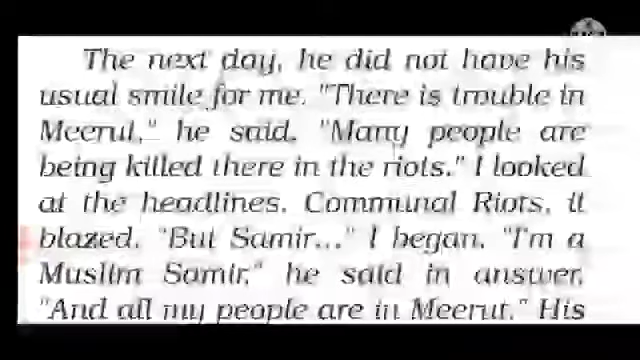 The next day, he did not have his
usual smile for me. "There is trouble in
Meerut," he said. "Many people are
being killed there in the riots." I looked
at the headlines. Communal Riots, it
blazed. "But Samir..." I began. "I'm a
Muslim Samir," he said in answer.
"And all my people are in Meerut." His